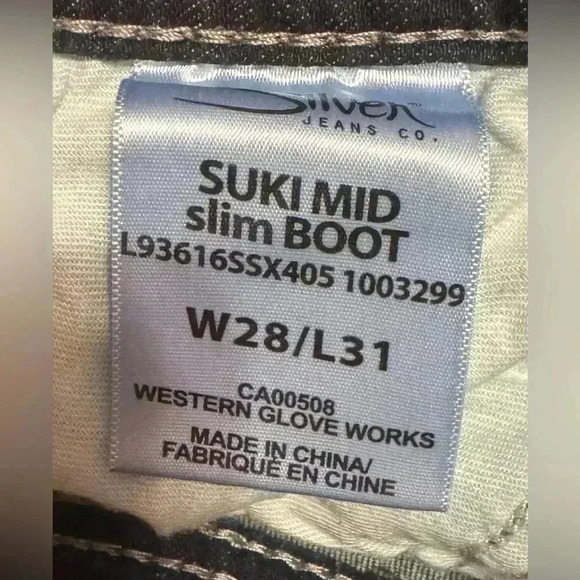 Silver™
JEANS CO.
SUKI MID
slim BOOT
L93616SSX405 1003299
W28/L31
CA00508
WESTERN GLOVE WORKS
MADE IN CHINA/
FABRIQUÉ EN CHINE